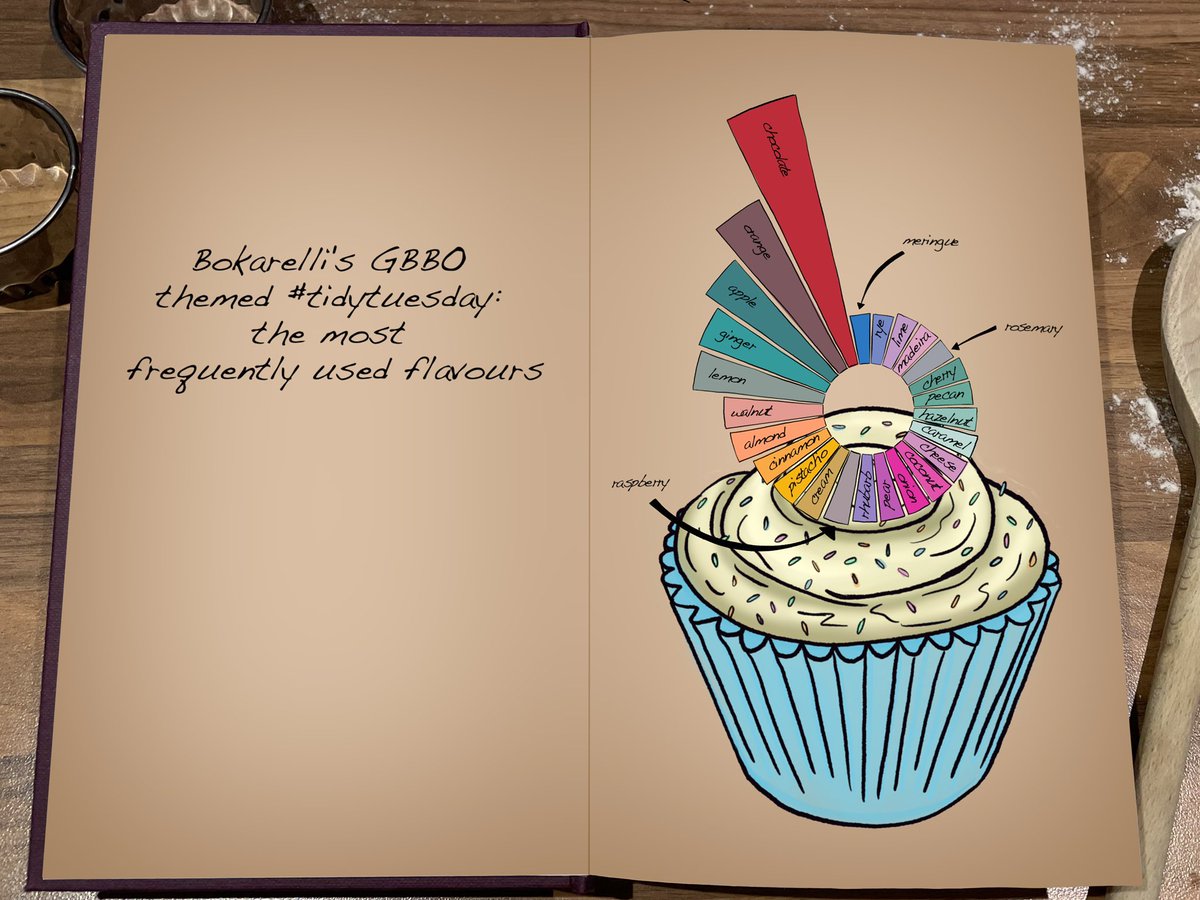 Bokarelli's GBBO
themed #tidytuesday:
the most
frequently used flavours
chocolate
orange
apple
ginger
lemon
walnut
almond
cinnamon
pistachio
cream
raspberry
rhubarb
pear
onion
coconut
cheese
caramel
hazelnut
pecan
cherry
rosemary
madeira
lime
rye
meringue